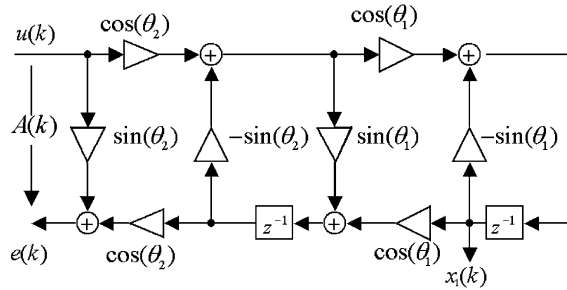 cos(θ₂) cos(θ₁)
u(k)
A(k) sin(θ₂) −sin(θ₂) sin(θ₁) −sin(θ₁)
z⁻¹ z⁻¹
e(k) cos(θ₂) cos(θ₁) x₁(k)